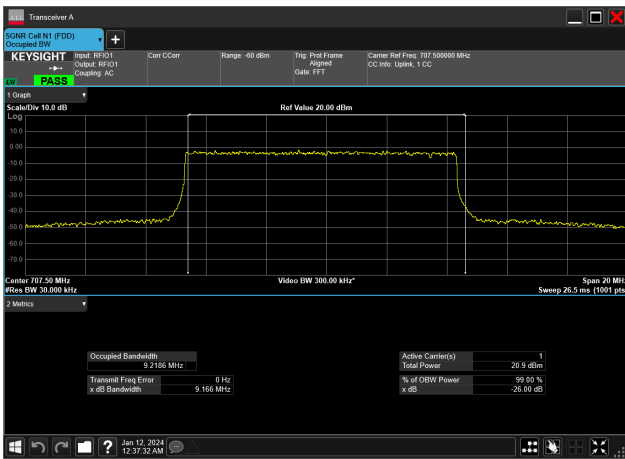 Transceiver A
5GNR Cell N1 (FDD)
Occupied BW
KEYSIGHT
LXI
PASS
Input: RFIO1
Output: RFIO1
Coupling: AC
Corr CCorr
Range: -60 dBm
Trig: Prot Frame
Aligned
Gate: FFT
Carrier Ref Freq: 707.500000 MHz
CC Info: Uplink, 1 CC
1 Graph
Scale/Div 10.0 dB
Ref Value 20.00 dBm
Log
10.0
0.00
-10.0
-20.0
-30.0
-40.0
-50.0
-60.0
-70.0
Center 707.50 MHz
Video BW 300.00 kHz*
Span 20 MHz
#Res BW 30.000 kHz
Sweep 26.5 ms (1001 pts
2 Metrics
Occupied Bandwidth
9.2186 MHz
Transmit Freq Error 0 Hz
x dB Bandwidth 9.166 MHz
Active Carrier(s) 1
Total Power 20.9 dBm
% of OBW Power 99.00 %
x dB -26.00 dB
Jan 12, 2024
12:37:32 AM